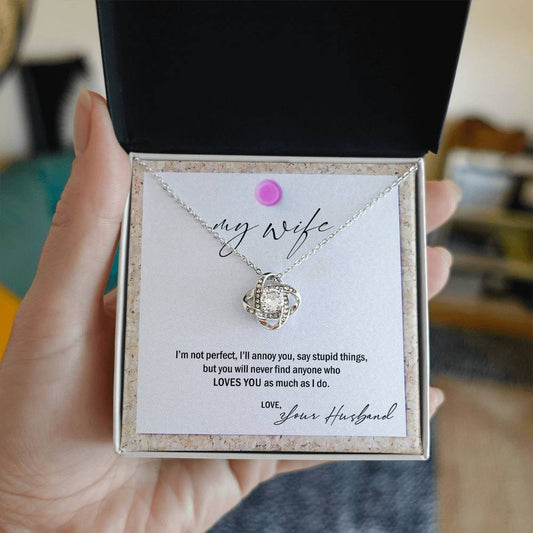 my wife
I'm not perfect, I'll annoy you, say stupid things,
but you will never find anyone who
LOVES YOU as much as I do.
LOVE,
Your Husband